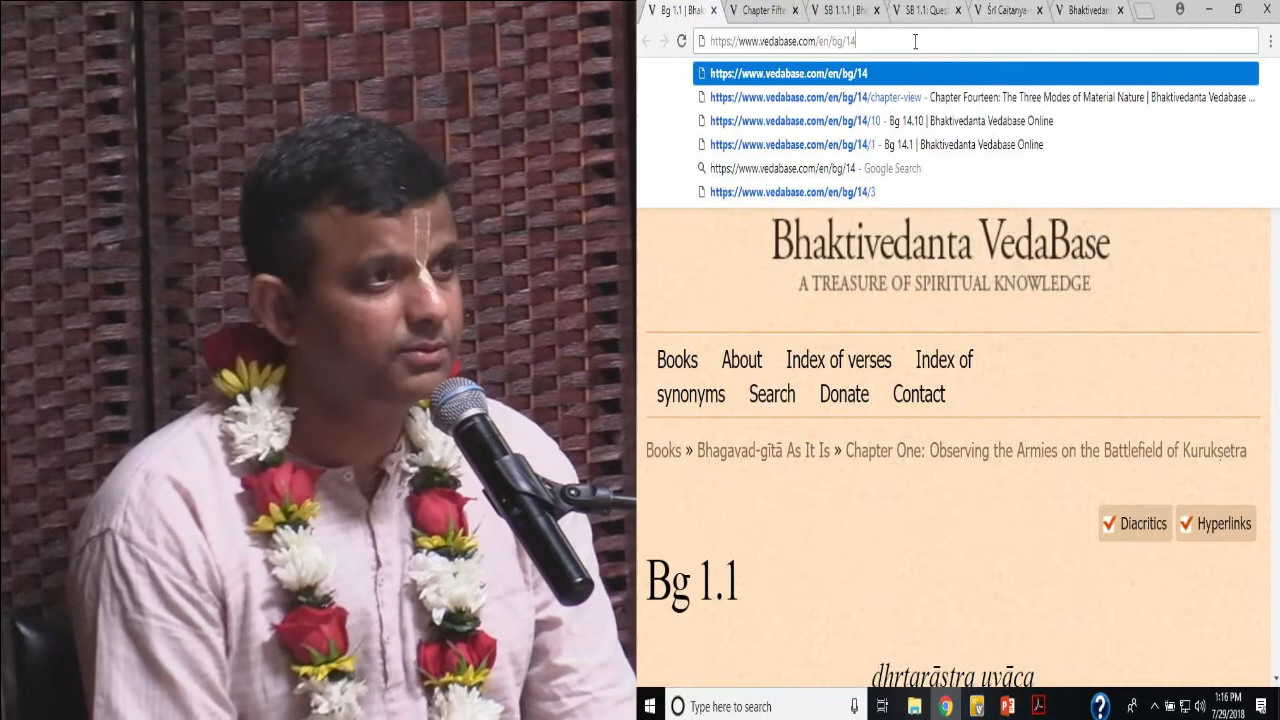 Bg 1.1 | Bhak
Chapter Fifte
SB 1.1.1 | Bh
SB 1.1: Quest
Śrī Caitanya-
Bhaktivedan
https://www.vedabase.com/en/bg/14
https://www.vedabase.com/en/bg/14
https://www.vedabase.com/en/bg/14/chapter-view - Chapter Fourteen: The Three Modes of Material Nature | Bhaktivedanta Vedabase ...
https://www.vedabase.com/en/bg/14/10 - Bg 14.10 | Bhaktivedanta Vedabase Online
https://www.vedabase.com/en/bg/14/1 - Bg 14.1 | Bhaktivedanta Vedabase Online
https://www.vedabase.com/en/bg/14 - Google Search
https://www.vedabase.com/en/bg/14/3
Bhaktivedanta VedaBase
A TREASURE OF SPIRITUAL KNOWLEDGE
Books About Index of verses Index of
synonyms Search Donate Contact
Books » Bhagavad-gītā As It Is » Chapter One: Observing the Armies on the Battlefield of Kurukṣetra
Diacritics Hyperlinks
Bg 1.1
dhṛtarāṣṭra uvāca
Type here to search
1:16 PM
7/29/2018